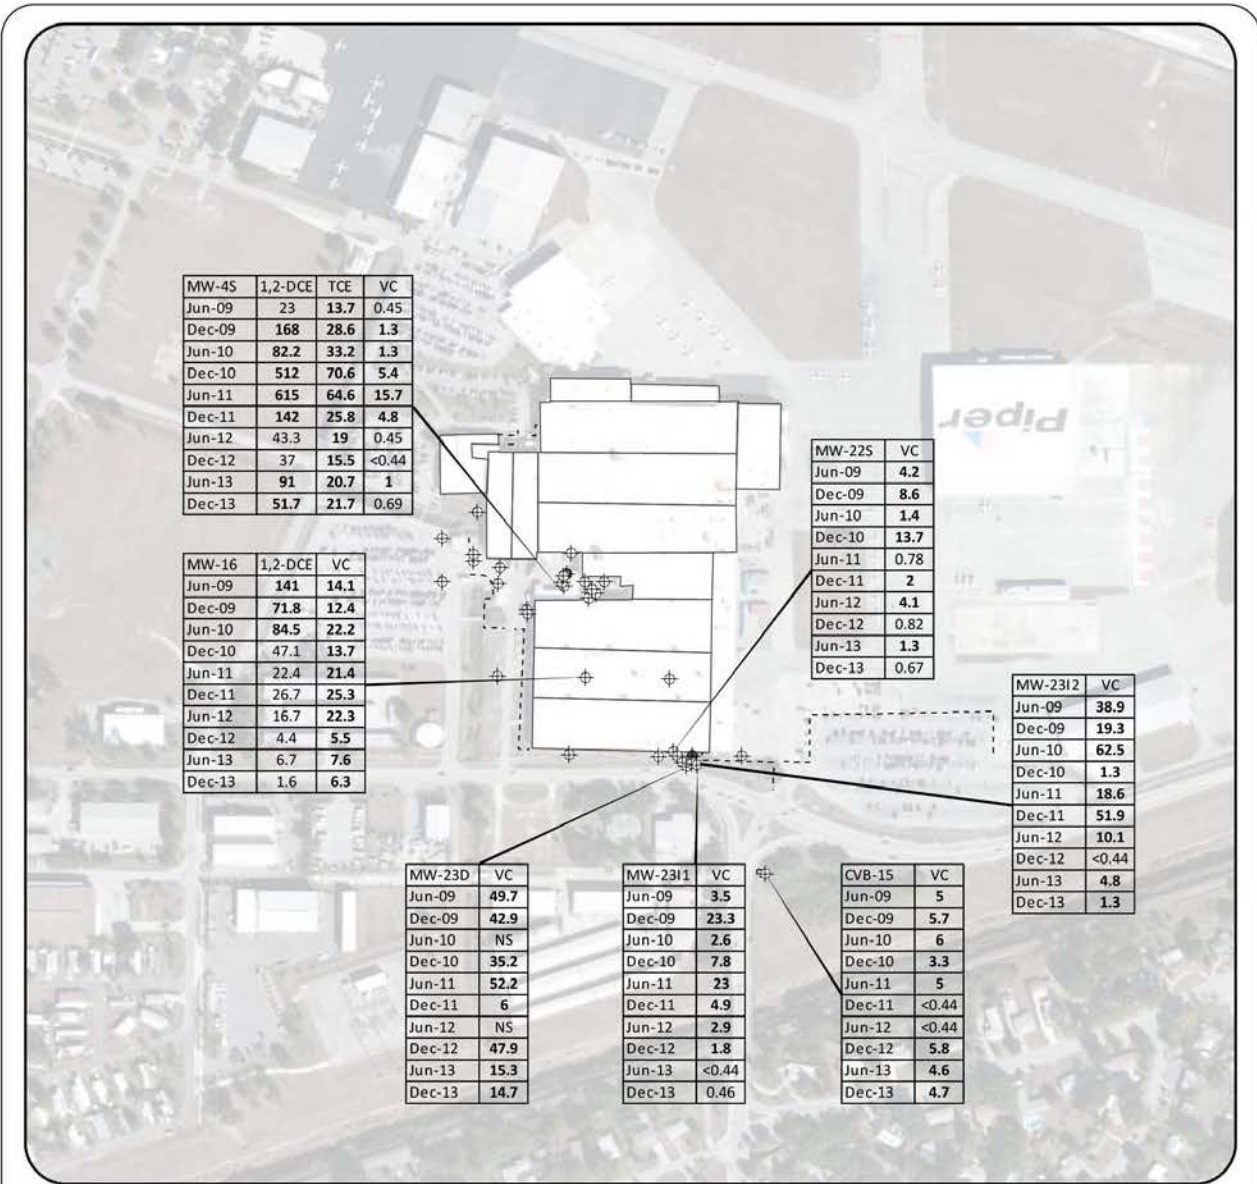 MW-4S 1,2-DCE TCE VC
Jun-09 23 13.7 0.45
Dec-09 168 28.6 1.3
Jun-10 82.2 33.2 1.3
Dec-10 512 70.6 5.4
Jun-11 615 64.6 15.7
Dec-11 142 25.8 4.8
Jun-12 43.3 19 0.45
Dec-12 37 15.5 <0.44
Jun-13 91 20.7 1
Dec-13 51.7 21.7 0.69
Piper
MW-22S VC
Jun-09 4.2
Dec-09 8.6
Jun-10 1.4
Dec-10 13.7
Jun-11 0.78
Dec-11 2
Jun-12 4.1
Dec-12 0.82
Jun-13 1.3
Dec-13 0.67
MW-16 1,2-DCE VC
Jun-09 141 14.1
Dec-09 71.8 12.4
Jun-10 84.5 22.2
Dec-10 47.1 13.7
Jun-11 22.4 21.4
Dec-11 26.7 25.3
Jun-12 16.7 22.3
Dec-12 4.4 5.5
Jun-13 6.7 7.6
Dec-13 1.6 6.3
MW-23I2 VC
Jun-09 38.9
Dec-09 19.3
Jun-10 62.5
Dec-10 1.3
Jun-11 18.6
Dec-11 51.9
Jun-12 10.1
Dec-12 <0.44
Jun-13 4.8
Dec-13 1.3
MW-23D VC
Jun-09 49.7
Dec-09 42.9
Jun-10 NS
Dec-10 35.2
Jun-11 52.2
Dec-11 6
Jun-12 NS
Dec-12 47.9
Jun-13 15.3
Dec-13 14.7
MW-23I1 VC
Jun-09 3.5
Dec-09 23.3
Jun-10 2.6
Dec-10 7.8
Jun-11 23
Dec-11 4.9
Jun-12 2.9
Dec-12 1.8
Jun-13 <0.44
Dec-13 0.46
CVB-15 VC
Jun-09 5
Dec-09 5.7
Jun-10 6
Dec-10 3.3
Jun-11 5
Dec-11 <0.44
Jun-12 <0.44
Dec-12 5.8
Jun-13 4.6
Dec-13 4.7